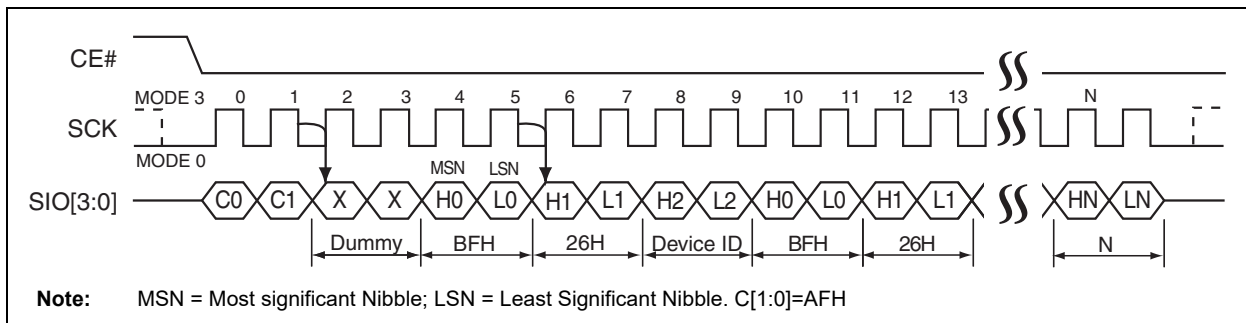 CE#
MODE 3 0 1 2 3 4 5 6 7 8 9 10 11 12 13 N
SCK
MODE 0
MSN LSN
SIO[3:0] C0 C1 X X H0 L0 H1 L1 H2 L2 H0 L0 H1 L1 HN LN
Dummy BFH 26H Device ID BFH 26H N
Note: MSN = Most significant Nibble; LSN = Least Significant Nibble. C[1:0]=AFH